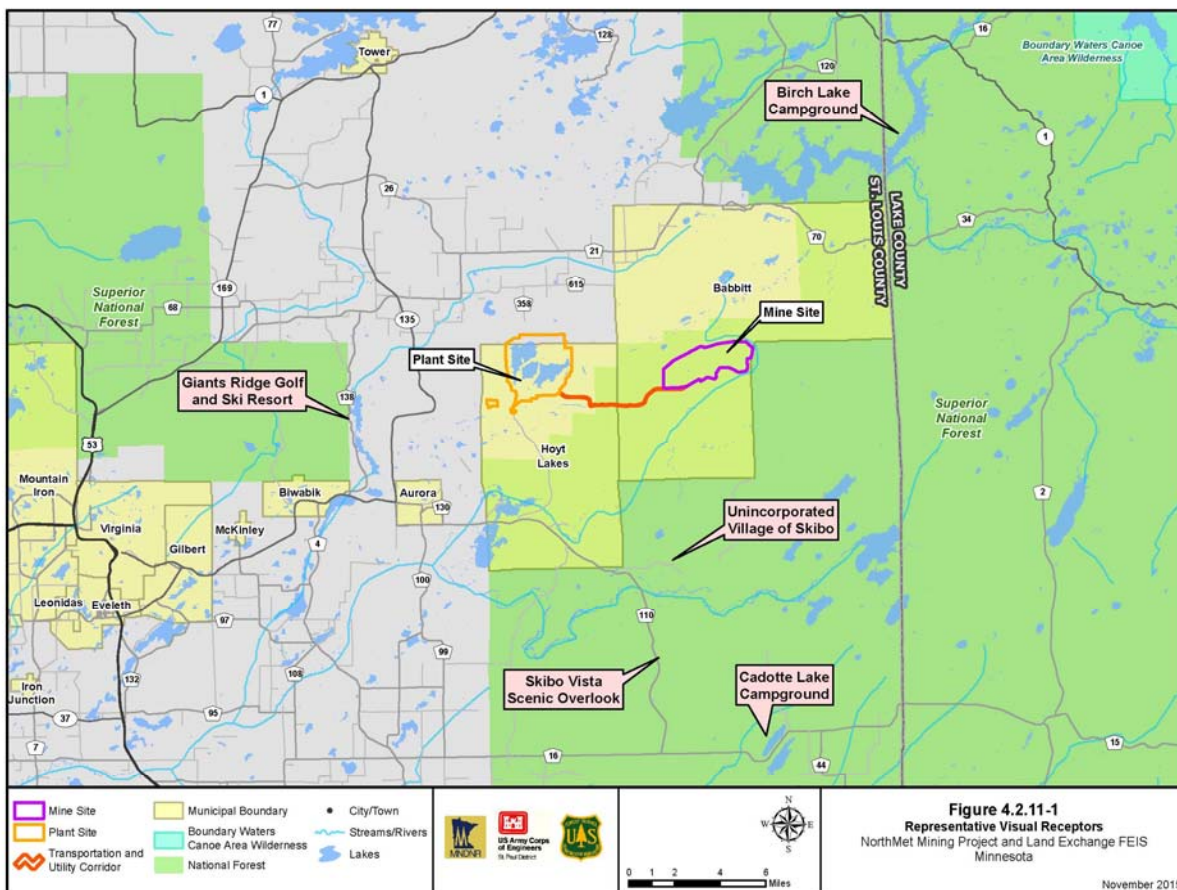 77
Tower
128
16
Boundary Waters Canoe
Area Wilderness
120
1
Birch Lake
Campground
1
26
LAKE COUNTY
ST. LOUIS COUNTY
34
21
70
169
615
Babbitt
Superior
National
Forest
68
358
Mine Site
135
Plant Site
Giants Ridge Golf
and Ski Resort
138
Superior
National
Forest
53
Hoyt
Lakes
Mountain
Iron
Biwabik
Aurora
2
130
Virginia
McKinley
Unincorporated
Village of Skibo
Gilbert
4
100
Leonidas
Eveleth
97
110
99
132
108
Skibo Vista
Scenic Overlook
Cadotte Lake
Campground
Iron
Junction
37
95
7
16
15
44
Mine Site
Plant Site
Transportation and
Utility Corridor
Municipal Boundary
Boundary Waters
Canoe Area Wilderness
National Forest
City/Town
Streams/Rivers
Lakes
MNDNR
US Army Corps
of Engineers
St. Paul District
UAS
N
W
E
S
0 1 2 4 6
Miles
Figure 4.2.11-1
Representative Visual Receptors
NorthMet Mining Project and Land Exchange FEIS
Minnesota
November 2015